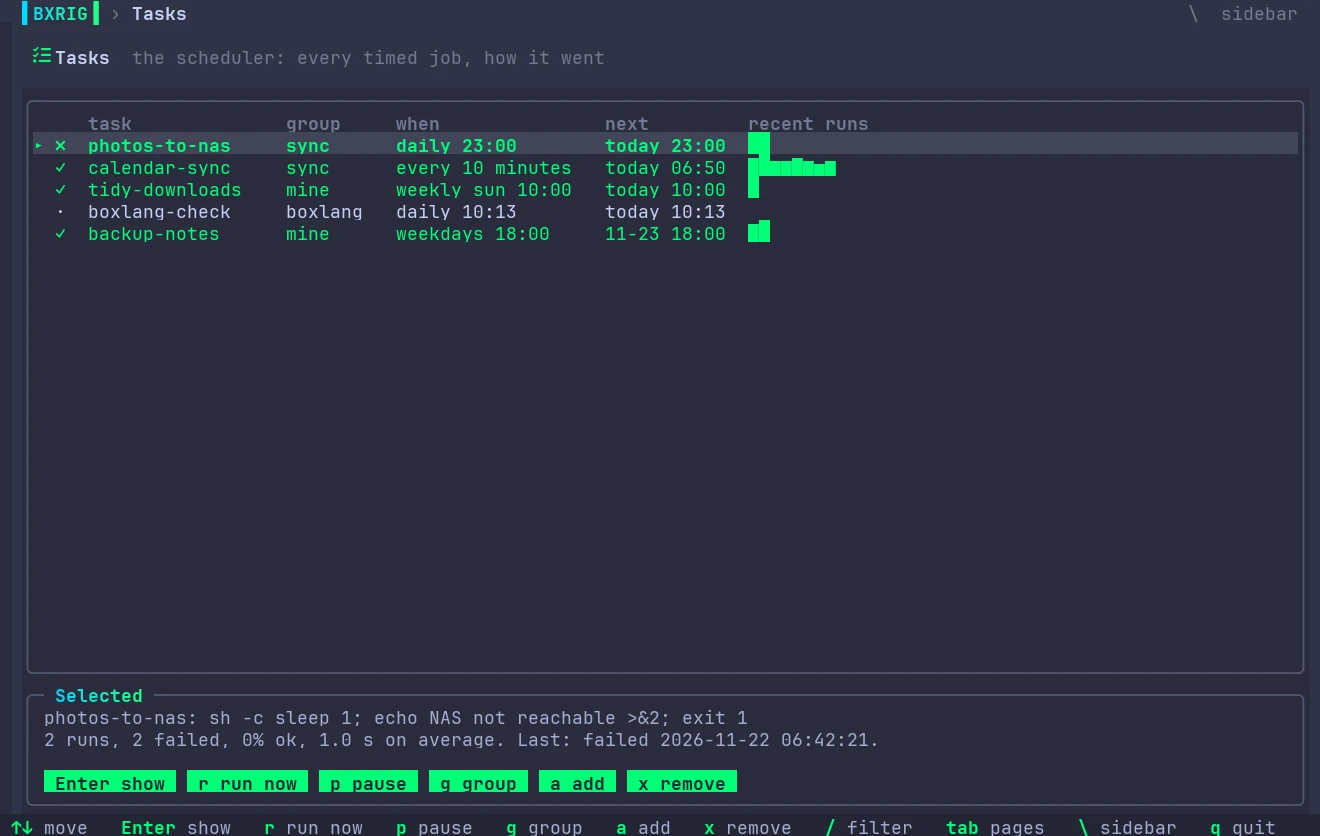 BXRIG › Tasks \ sidebar
Tasks the scheduler: every timed job, how it went
task group when next recent runs
▸ ✕ photos-to-nas sync daily 23:00 today 23:00
✓ calendar-sync sync every 10 minutes today 06:50
✓ tidy-downloads mine weekly sun 10:00 today 10:00
· boxlang-check boxlang daily 10:13 today 10:13
✓ backup-notes mine weekdays 18:00 11-23 18:00
Selected
photos-to-nas: sh -c sleep 1; echo NAS not reachable >&2; exit 1
2 runs, 2 failed, 0% ok, 1.0 s on average. Last: failed 2026-11-22 06:42:21.
Enter show r run now p pause g group a add x remove
↑↓ move Enter show r run now p pause g group a add x remove / filter tab pages \ sidebar q quit